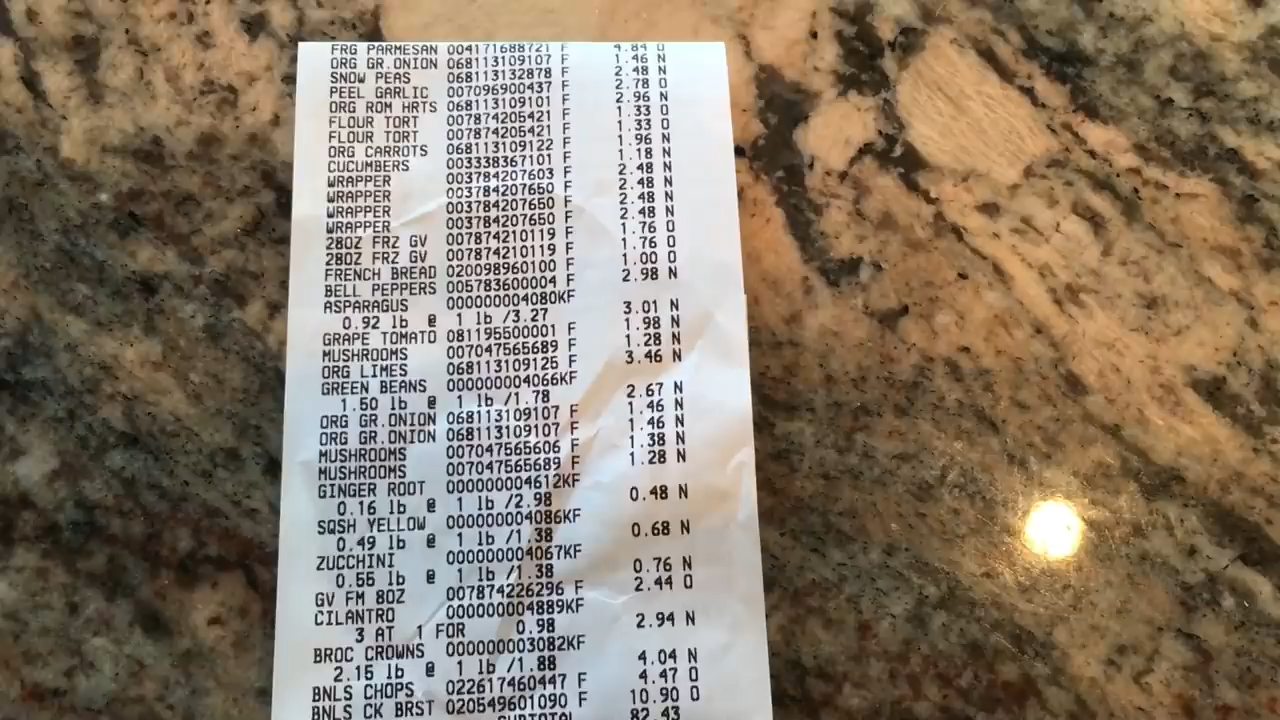 FRG PARMESAN 004171688721 F 4.84 O
ORG GR.ONION 068113109107 F 1.46 N
SNOW PEAS 068113132878 F 2.48 N
PEEL GARLIC 007096900437 F 2.78 O
ORG ROM HRTS 068113109101 F 2.96 N
FLOUR TORT 007874205421 F 1.33 O
FLOUR TORT 007874205421 F 1.33 O
ORG CARROTS 068113109122 F 1.96 N
CUCUMBERS 003338367101 F 1.18 N
WRAPPER 003784207603 F 2.48 N
WRAPPER 003784207650 F 2.48 N
WRAPPER 003784207650 F 2.48 N
WRAPPER 003784207650 F 2.48 N
28OZ FRZ GV 007874210119 F 1.76 O
28OZ FRZ GV 007874210119 F 1.76 O
FRENCH BREAD 020098960100 F 1.00 O
BELL PEPPERS 005783600004 F 2.98 N
ASPARAGUS 000000004080KF
0.92 lb @ 1 lb /3.27 3.01 N
GRAPE TOMATO 081195500001 F 1.98 N
MUSHROOMS 007047565689 F 1.28 N
ORG LIMES 068113109125 F 3.46 N
GREEN BEANS 000000004066KF
1.50 lb @ 1 lb /1.78 2.67 N
ORG GR.ONION 068113109107 F 1.46 N
ORG GR.ONION 068113109107 F 1.46 N
MUSHROOMS 007047565606 F 1.38 N
MUSHROOMS 007047565689 F 1.28 N
GINGER ROOT 000000004612KF
0.16 lb @ 1 lb /2.98 0.48 N
SQSH YELLOW 000000004086KF
0.49 lb @ 1 lb /1.38 0.68 N
ZUCCHINI 000000004067KF
0.55 lb @ 1 lb /1.38 0.76 N
GV FM 8OZ 007874226296 F 2.44 O
CILANTRO 000000004889KF
3 AT 1 FOR 0.98 2.94 N
BROC CROWNS 000000003082KF
2.15 lb @ 1 lb /1.88 4.04 N
BNLS CHOPS 022617460447 F 4.47 O
BNLS CK BRST 020549601090 F 10.90 O
SUBTOTAL 82.43